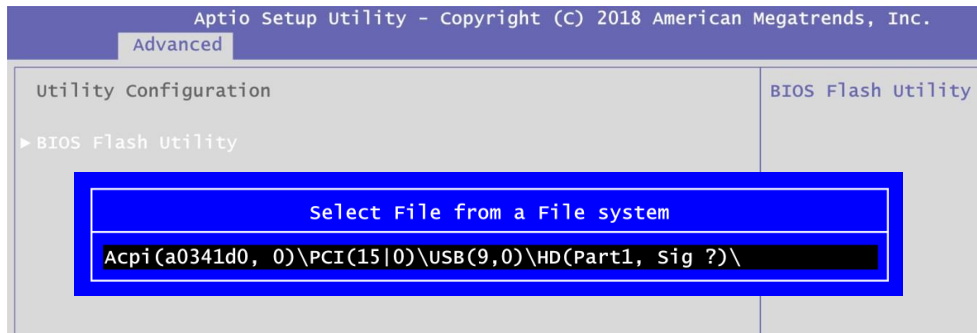 Aptio Setup Utility - Copyright (C) 2018 American Megatrends, Inc.
Advanced
Utility Configuration
BIOS Flash Utility
►BIOS Flash Utility
Select File from a File system
Acpi(a0341d0, 0)\PCI(15|0)\USB(9,0)\HD(Part1, Sig ?)\